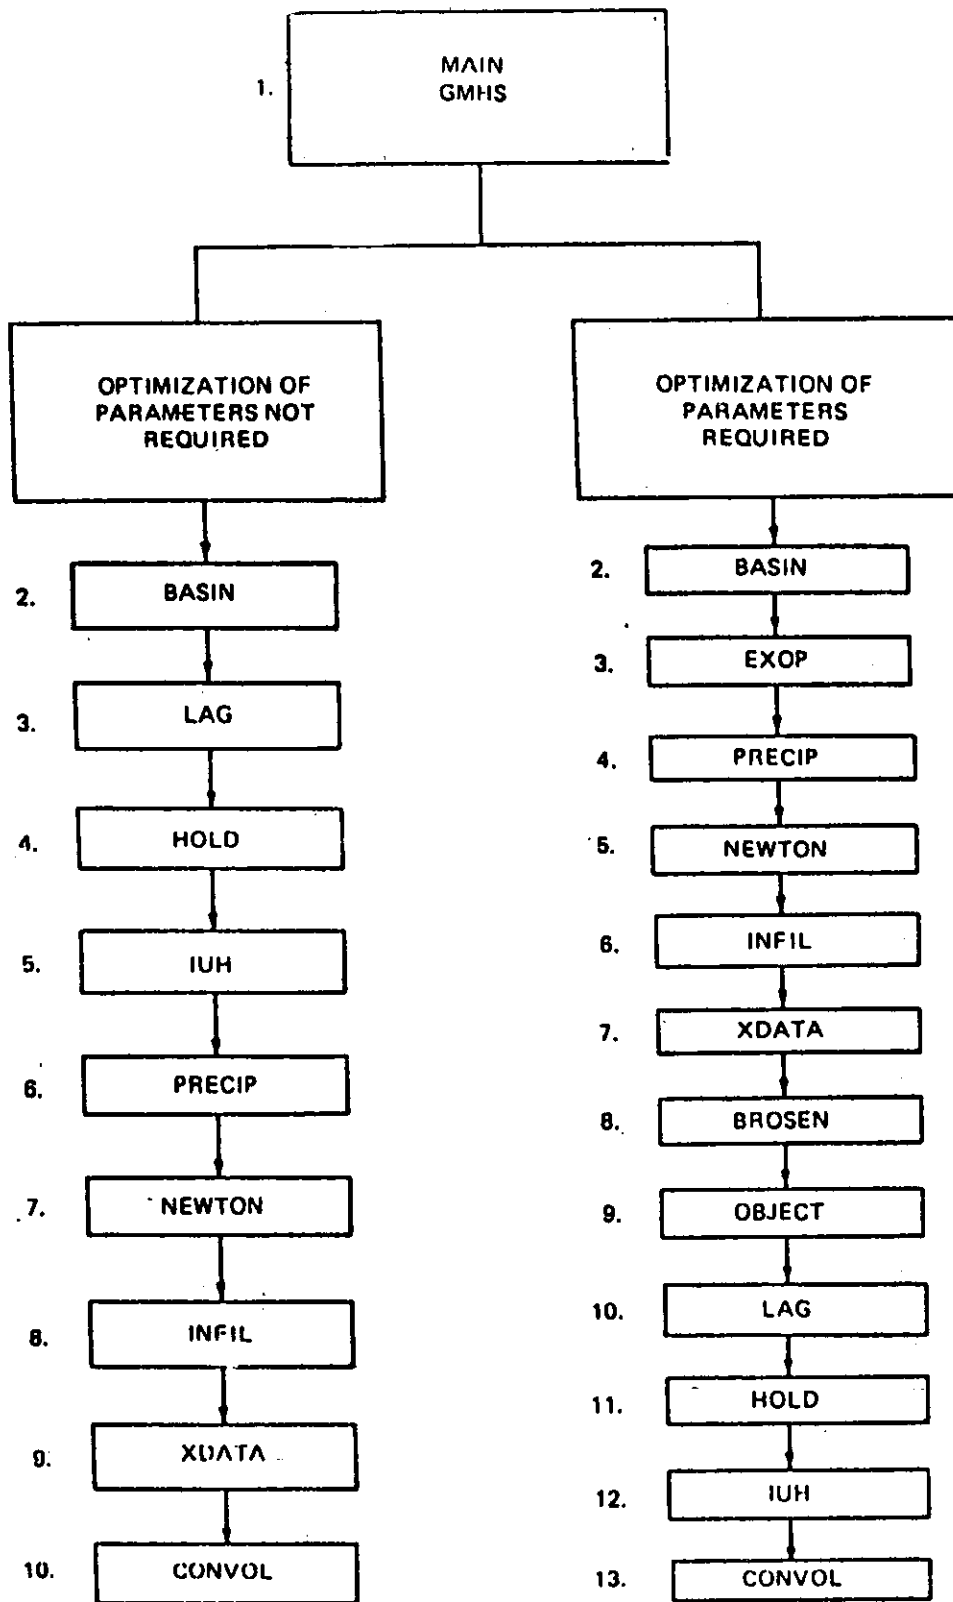 1.
MAIN
GMHS
OPTIMIZATION OF
PARAMETERS NOT
REQUIRED
2.
BASIN
3.
LAG
4.
HOLD
5.
IUH
6.
PRECIP
7.
NEWTON
8.
INFIL
9.
XDATA
10.
CONVOL
OPTIMIZATION OF
PARAMETERS
REQUIRED
2.
BASIN
3.
EXOP
4.
PRECIP
5.
NEWTON
6.
INFIL
7.
XDATA
8.
BROSEN
9.
OBJECT
10.
LAG
11.
HOLD
12.
IUH
13.
CONVOL